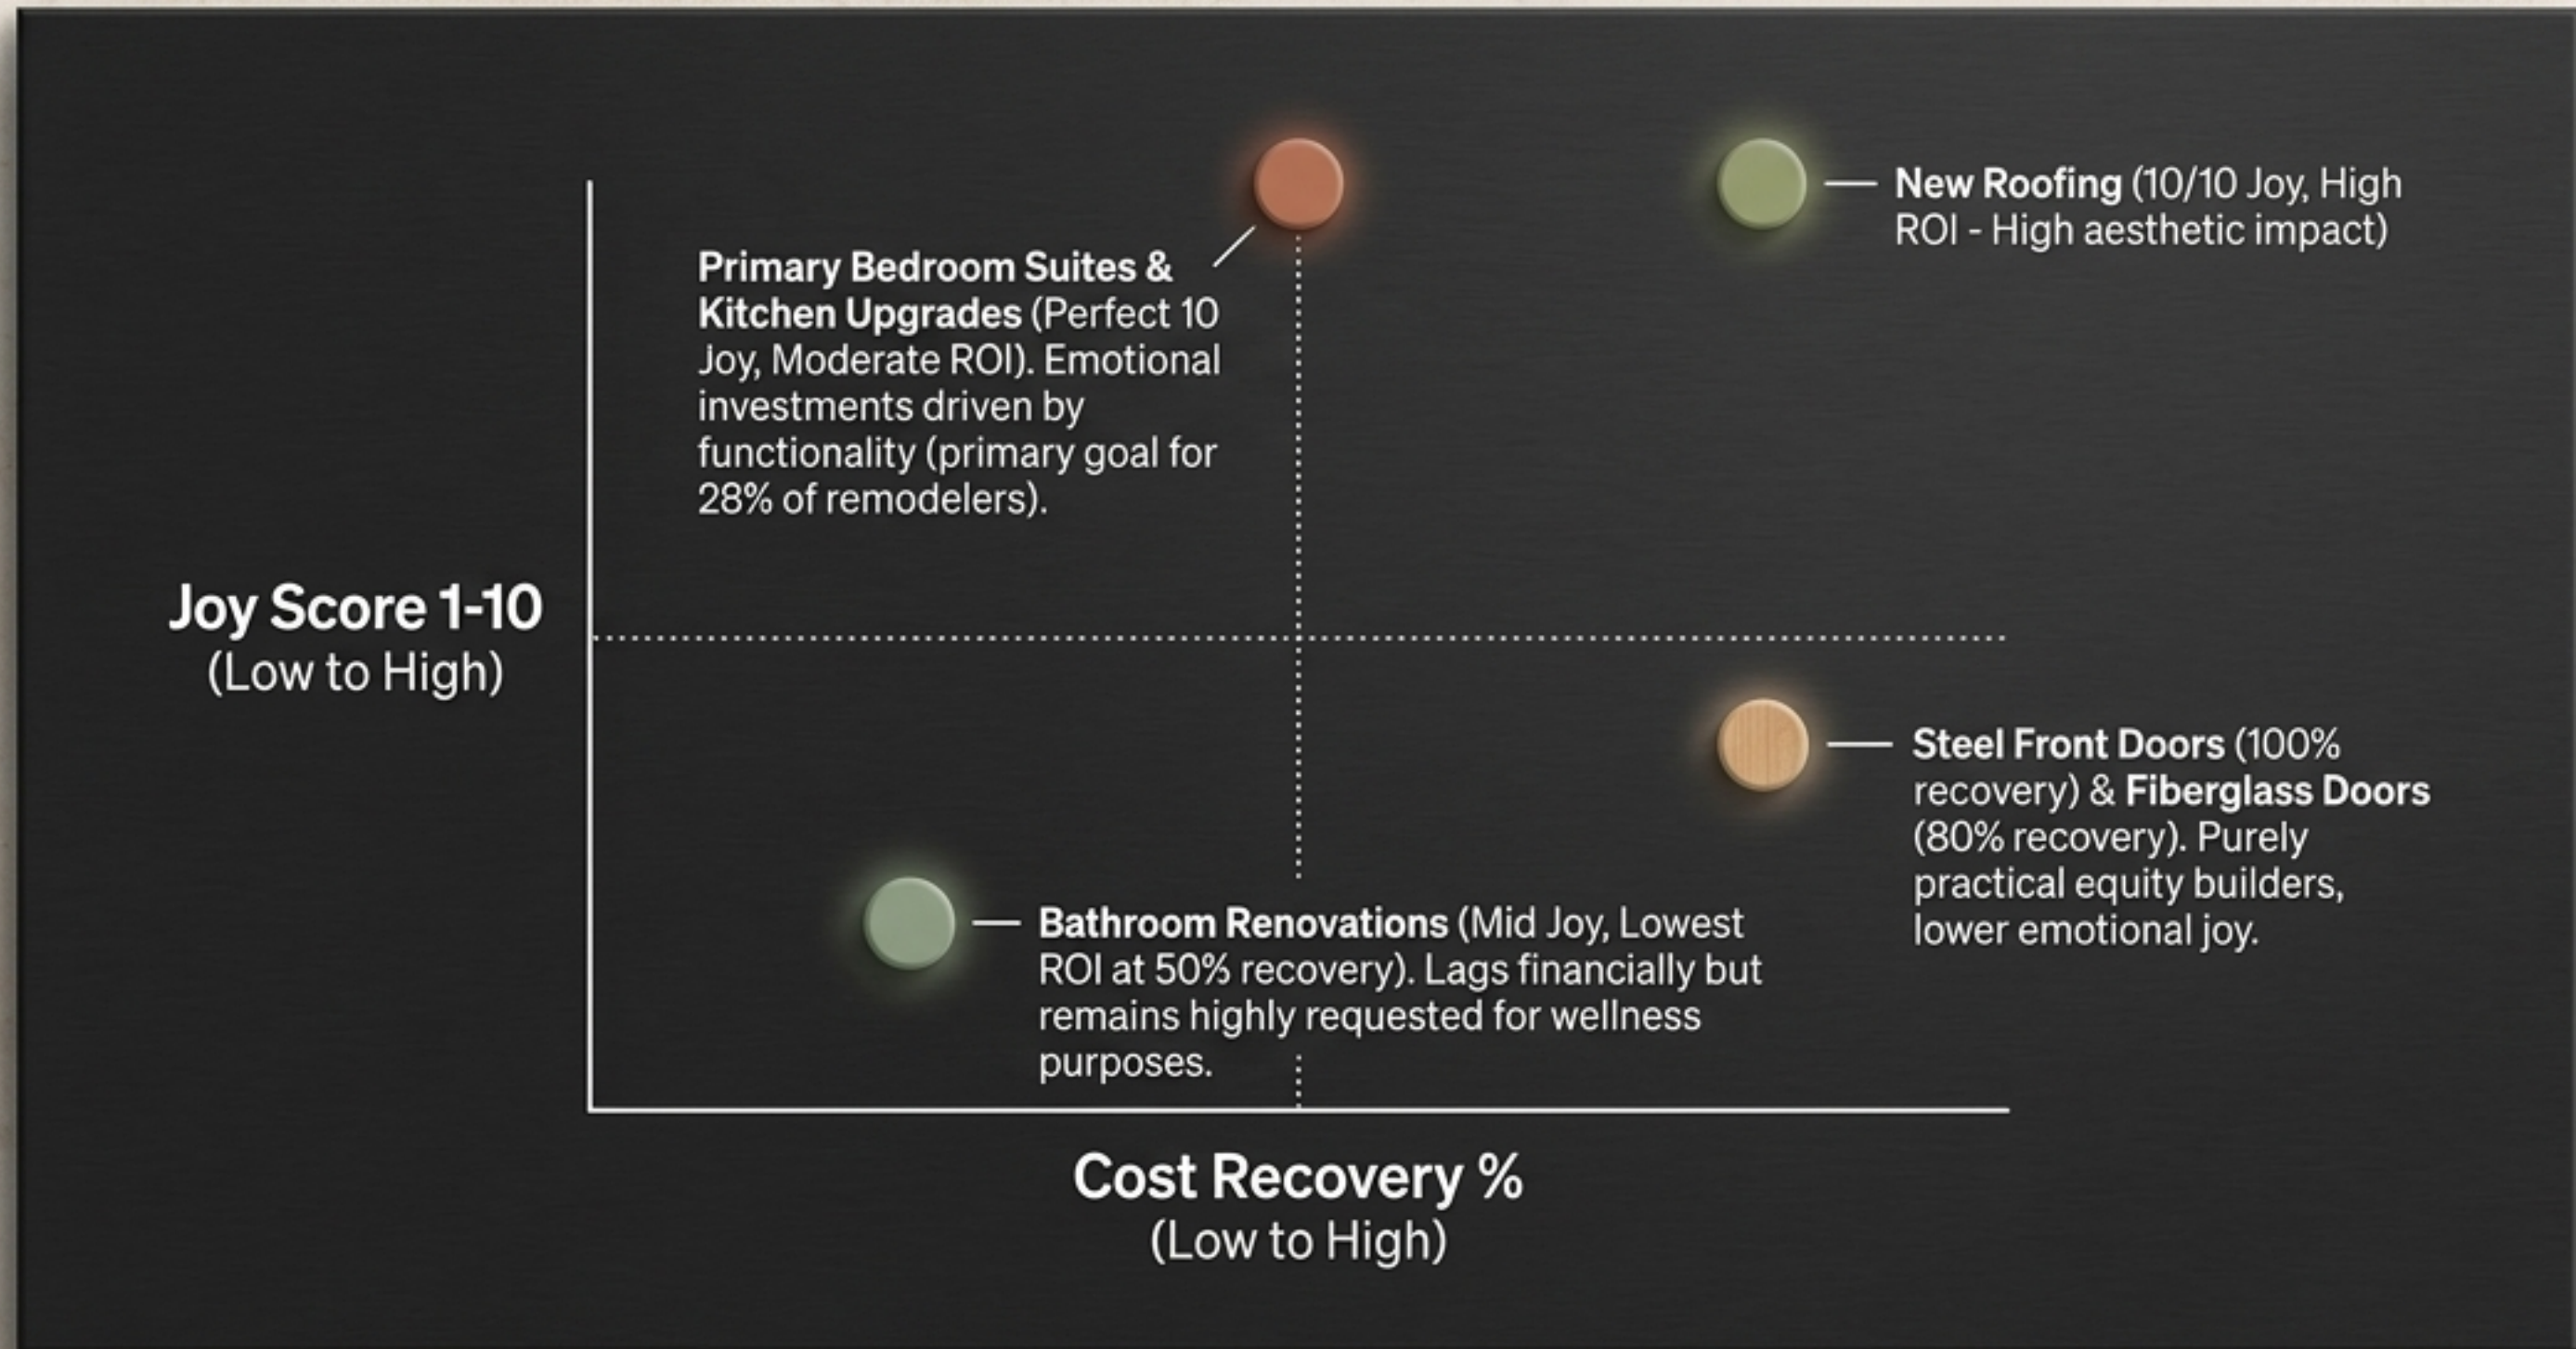 New Roofing (10/10 Joy, High
ROI - High aesthetic impact)
Primary Bedroom Suites &
Kitchen Upgrades (Perfect 10
Joy, Moderate ROI). Emotional
investments driven by
functionality (primary goal for
28% of remodelers).
Joy Score 1-10
(Low to High)
Steel Front Doors (100%
recovery) & Fiberglass Doors
(80% recovery). Purely
practical equity builders,
lower emotional joy.
Bathroom Renovations (Mid Joy, Lowest
ROI at 50% recovery). Lags financially but
remains highly requested for wellness
purposes.
Cost Recovery %
(Low to High)